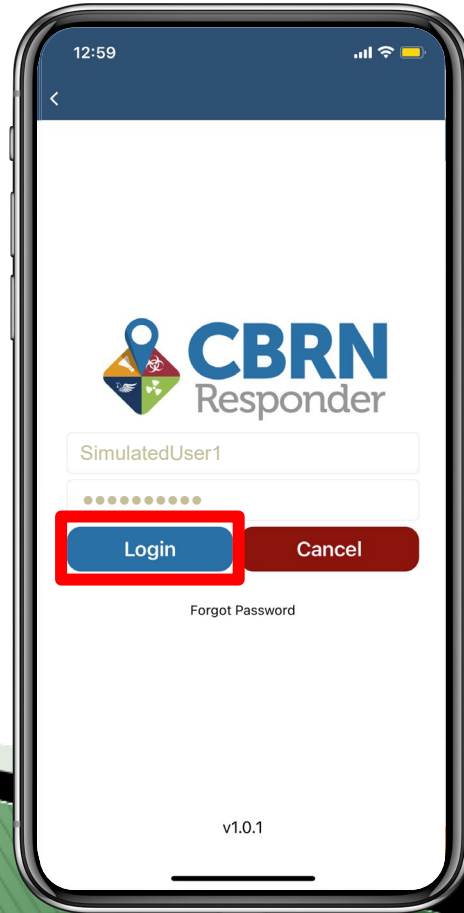 12:59
CBRN
Responder
SimulatedUser1
••••••••••
Login
Cancel
Forgot Password
v1.0.1